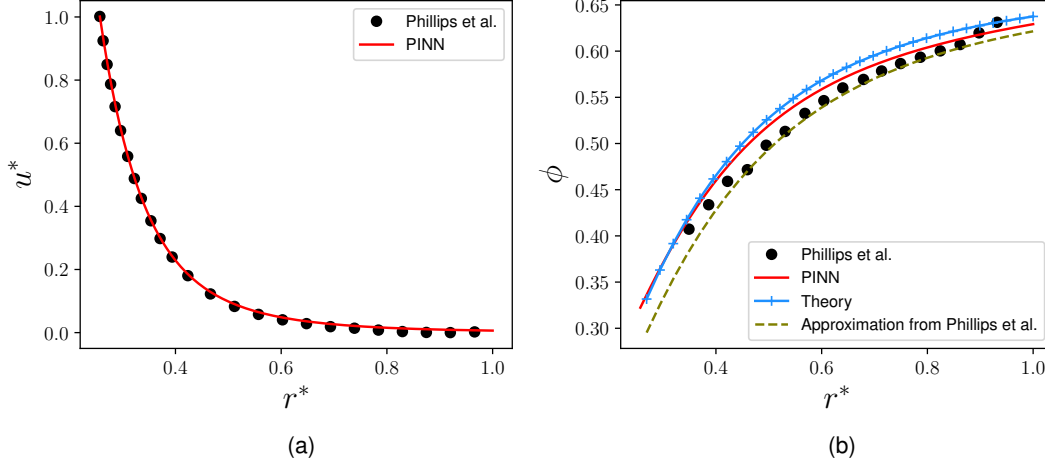 1.0
0.8
0.6
0.4
0.2
0.0
u*
0.4
0.6
0.8
1.0
r*
Phillips et al.
PINN
(a)
0.65
0.60
0.55
0.50
0.45
0.40
0.35
0.30
ϕ
0.4
0.6
0.8
1.0
r*
Phillips et al.
PINN
Theory
Approximation from Phillips et al.
(b)